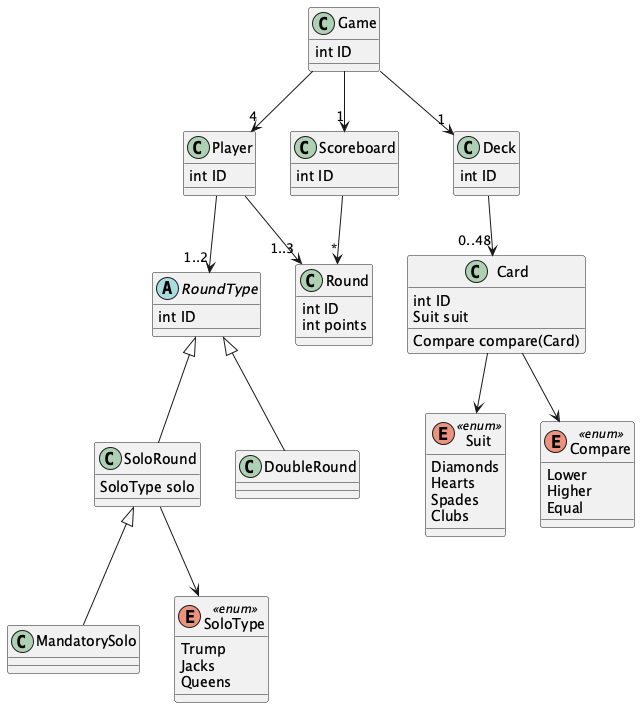 C Game
int ID
4
1
1
C Player
int ID
C Scoreboard
int ID
C Deck
int ID
1..2
1..3
*
0..48
A RoundType
int ID
C Round
int ID
int points
C Card
int ID
Suit suit
Compare compare(Card)
C SoloRound
SoloType solo
C DoubleRound
E «enum»
Suit
Diamonds
Hearts
Spades
Clubs
E «enum»
Compare
Lower
Higher
Equal
C MandatorySolo
E «enum»
SoloType
Trump
Jacks
Queens